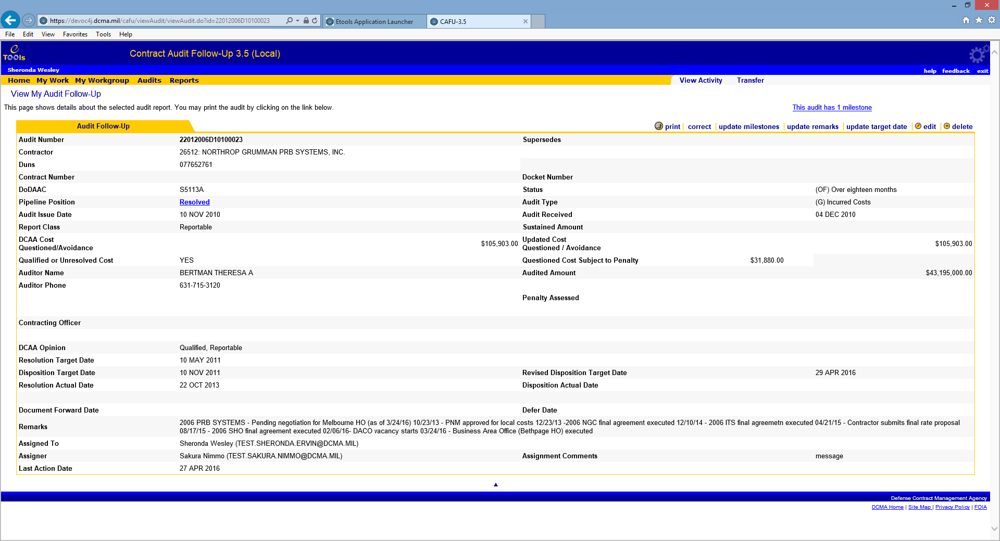 https://devoc4j.dcma.mil/cafu/viewAudit/viewAudit.do?id=22012006D10100023
Etools Application Launcher
CAFU-3.5
File Edit View Favorites Tools Help
e
TOOls
Contract Audit Follow-Up 3.5 (Local)
Sheronda Wesley
help feedback exit
Home My Work My Workgroup Audits Reports
View Activity Transfer
View My Audit Follow-Up
This page shows details about the selected audit report. You may print the audit by clicking on the link below.
This audit has 1 milestone
Audit Follow-Up
print | correct | update milestones | update remarks | update target date | edit | delete
Audit Number 22012006D10100023 Supersedes
Contractor 26512: NORTHROP GRUMMAN PRB SYSTEMS, INC.
Duns 077652761
Contract Number Docket Number
DoDAAC S5113A Status (OF) Over eighteen months
Pipeline Position Resolved Audit Type (G) Incurred Costs
Audit Issue Date 10 NOV 2010 Audit Received 04 DEC 2010
Report Class Reportable Sustained Amount
DCAA Cost
Questioned/Avoidance $105,903.00
Updated Cost
Questioned / Avoidance $105,903.00
Qualified or Unresolved Cost YES Questioned Cost Subject to Penalty $31,880.00
Auditor Name BERTMAN THERESA A Audited Amount $43,195,000.00
Auditor Phone 631-715-3120
Penalty Assessed
Contracting Officer
DCAA Opinion Qualified, Reportable
Resolution Target Date 10 MAY 2011
Disposition Target Date 10 NOV 2011 Revised Disposition Target Date 29 APR 2016
Resolution Actual Date 22 OCT 2013 Disposition Actual Date
Document Forward Date Defer Date
Remarks
2006 PRB SYSTEMS - Pending negotiation for Melbourne HO (as of 3/24/16) 10/23/13 - PNM approved for local costs 12/23/13 -2006 NGC final agreement executed 12/10/14 - 2006 ITS final agreemetn executed 04/21/15 - Contractor submits final rate proposal
08/17/15 - 2006 SHO final agreement executed 02/06/16- DACO vacancy starts 03/24/16 - Business Area Office (Bethpage HO) executed
Assigned To Sheronda Wesley (TEST.SHERONDA.ERVIN@DCMA.MIL)
Assigner Sakura Nimmo (TEST.SAKURA.NIMMO@DCMA.MIL) Assignment Comments message
Last Action Date 27 APR 2016
Defense Contract Management Agency
DCMA Home | Site Map | Privacy Policy | FOIA